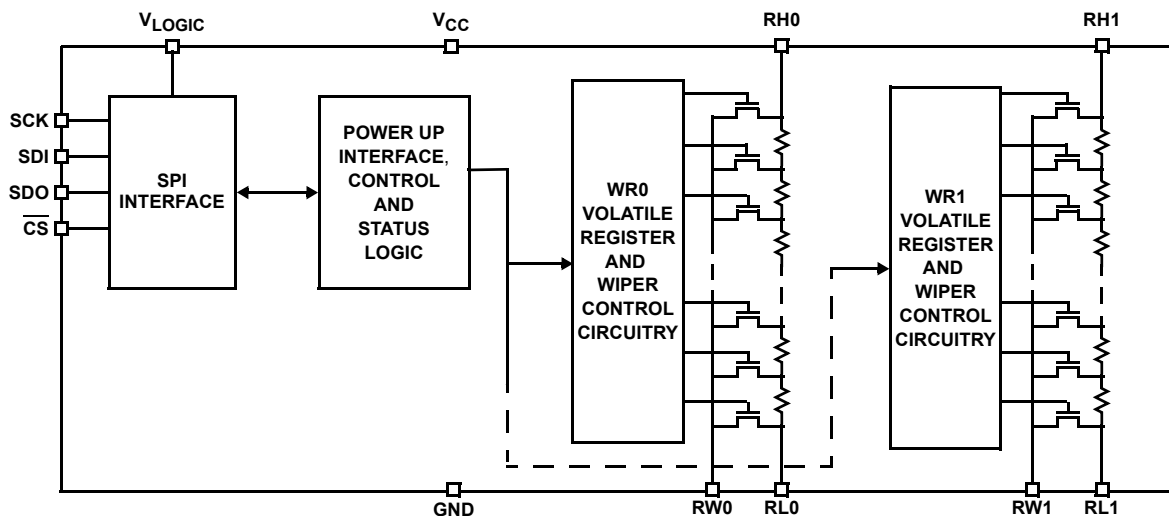 VLOGIC
VCC
RH0
RH1
SCK
SDI
SDO
CS
SPI
INTERFACE
POWER UP
INTERFACE,
CONTROL
AND
STATUS
LOGIC
WR0
VOLATILE
REGISTER
AND
WIPER
CONTROL
CIRCUITRY
WR1
VOLATILE
REGISTER
AND
WIPER
CONTROL
CIRCUITRY
GND
RW0
RL0
RW1
RL1